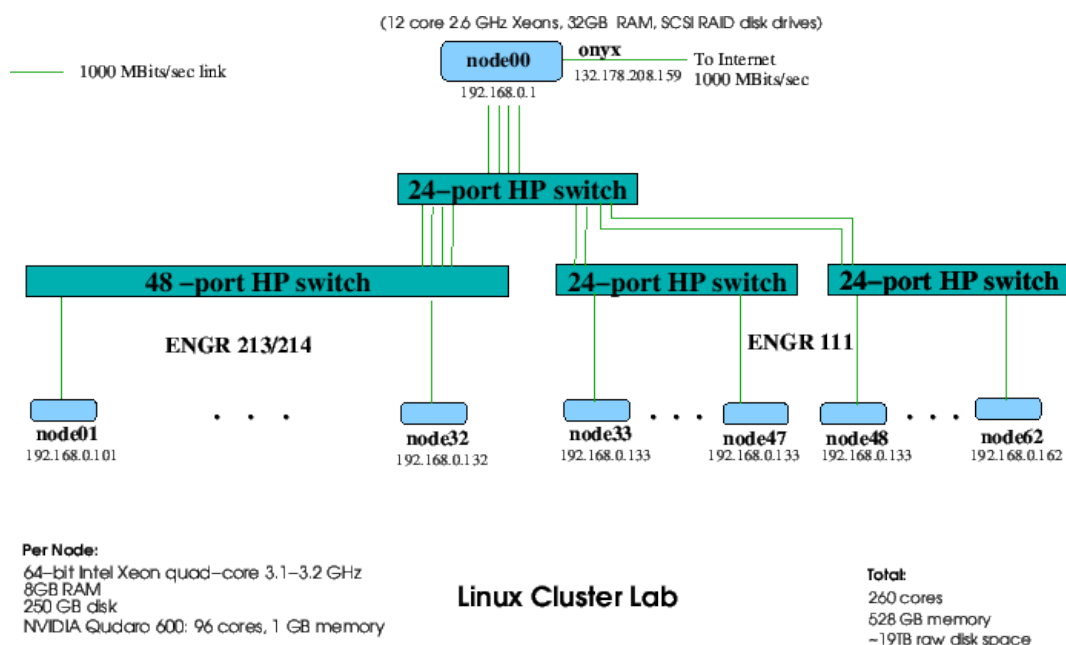 (12 core 2.6 GHz Xeans, 32GB RAM, SCSI RAID disk drives)
1000 MBits/sec link
node00
onyx
132.178.208.159
To Internet
1000 MBits/sec
192.168.0.1
24-port HP switch
48 -port HP switch
24-port HP switch
24-port HP switch
ENGR 213/214
ENGR 111
. . .
. . .
. . .
node01
192.168.0.101
node32
192.168.0.132
node33
192.168.0.133
node47
192.168.0.133
node48
192.168.0.133
node62
192.168.0.162
Per Node:
64-bit Intel Xeon quad-core 3.1-3.2 GHz
8GB RAM
250 GB disk
NVIDIA Qudaro 600: 96 cores, 1 GB memory
Linux Cluster Lab
Total:
260 cores
528 GB memory
~19TB raw disk space